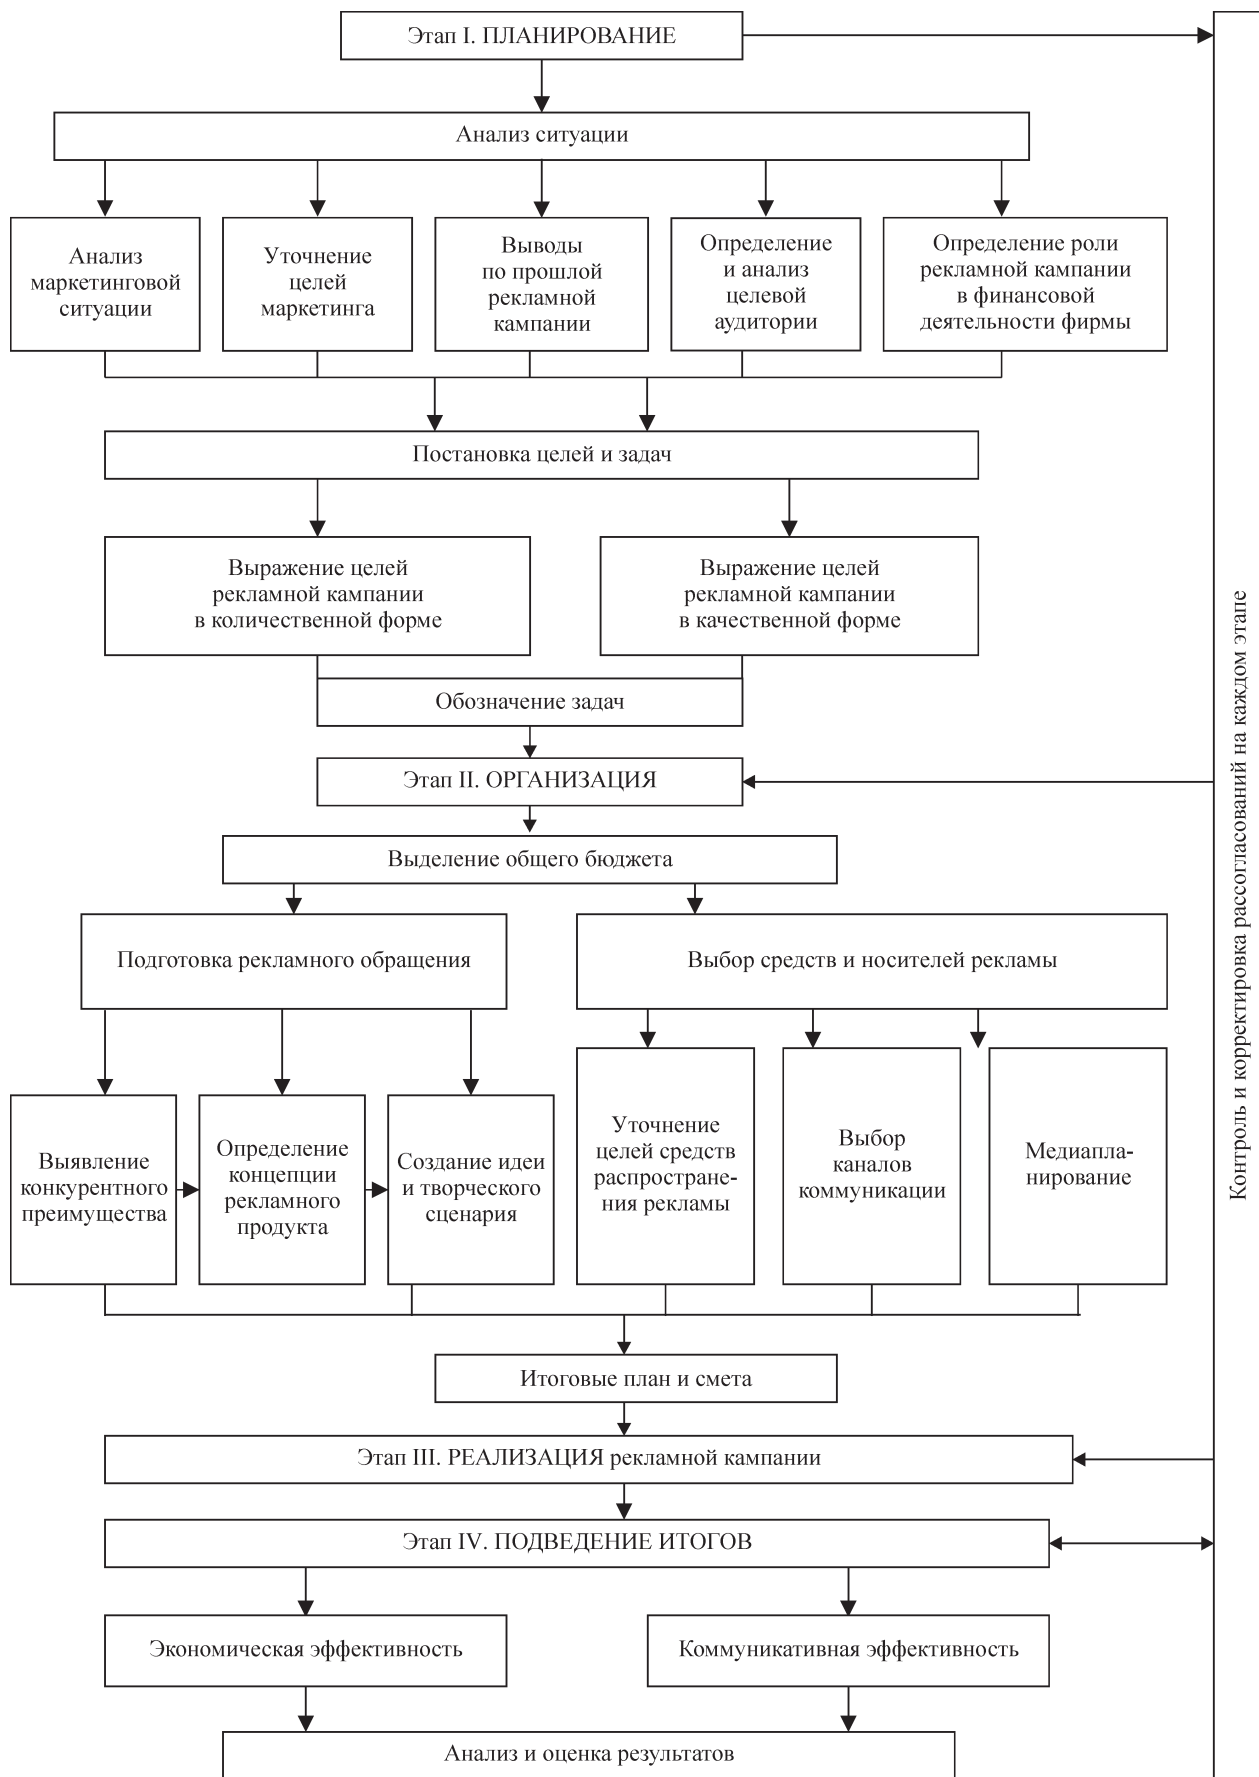 Этап I. ПЛАНИРОВАНИЕ
Анализ ситуации
Анализ
маркетинговой
ситуации
Уточнение
целей
маркетинга
Выводы
по прошлой
рекламной
кампании
Определение
и анализ
целевой
аудитории
Определение роли
рекламной кампании
в финансовой
деятельности фирмы
Постановка целей и задач
Выражение целей
рекламной кампании
в количественной форме
Выражение целей
рекламной кампании
в качественной форме
Обозначение задач
Этап II. ОРГАНИЗАЦИЯ
Выделение общего бюджета
Подготовка рекламного обращения
Выбор средств и носителей рекламы
Выявление
конкурентного
преимущества
Определение
концепции
рекламного
продукта
Создание идеи
и творческого
сценария
Уточнение
целей средств
распростране-
ния рекламы
Выбор
каналов
коммуникации
Медиапла-
нирование
Итоговые план и смета
Этап III. РЕАЛИЗАЦИЯ рекламной кампании
Этап IV. ПОДВЕДЕНИЕ ИТОГОВ
Экономическая эффективность
Коммуникативная эффективность
Анализ и оценка результатов
Контроль и корректировка рассогласований на каждом этапе